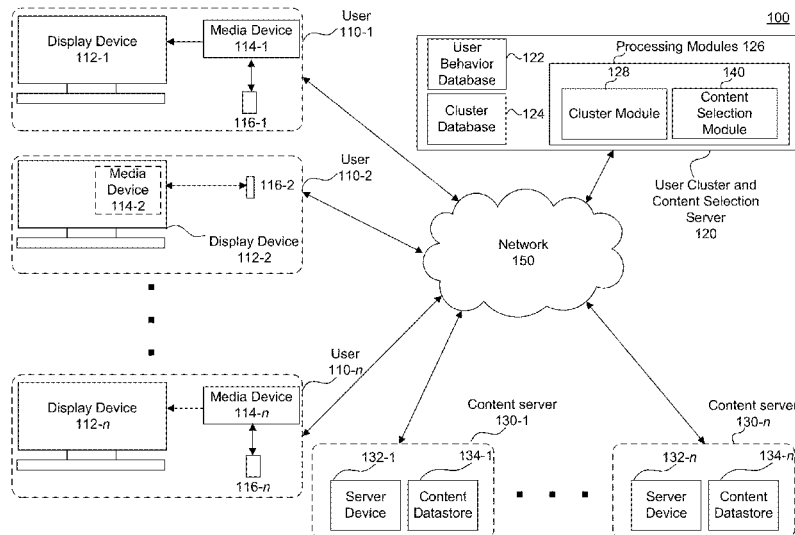 100
User
110-1
Display Device
112-1
Media Device
114-1
116-1
User
Behavior
Database
122
Cluster
Database
124
Processing Modules 126
128
Cluster Module
140
Content
Selection
Module
User Cluster and
Content Selection
Server
120
User
110-2
Media
Device
114-2
116-2
Display Device
112-2
Network
150
User
110-n
Display Device
112-n
Media Device
114-n
116-n
Content server
130-1
132-1
134-1
Server
Device
Content
Datastore
Content server
130-n
132-n
134-n
Server
Device
Content
Datastore